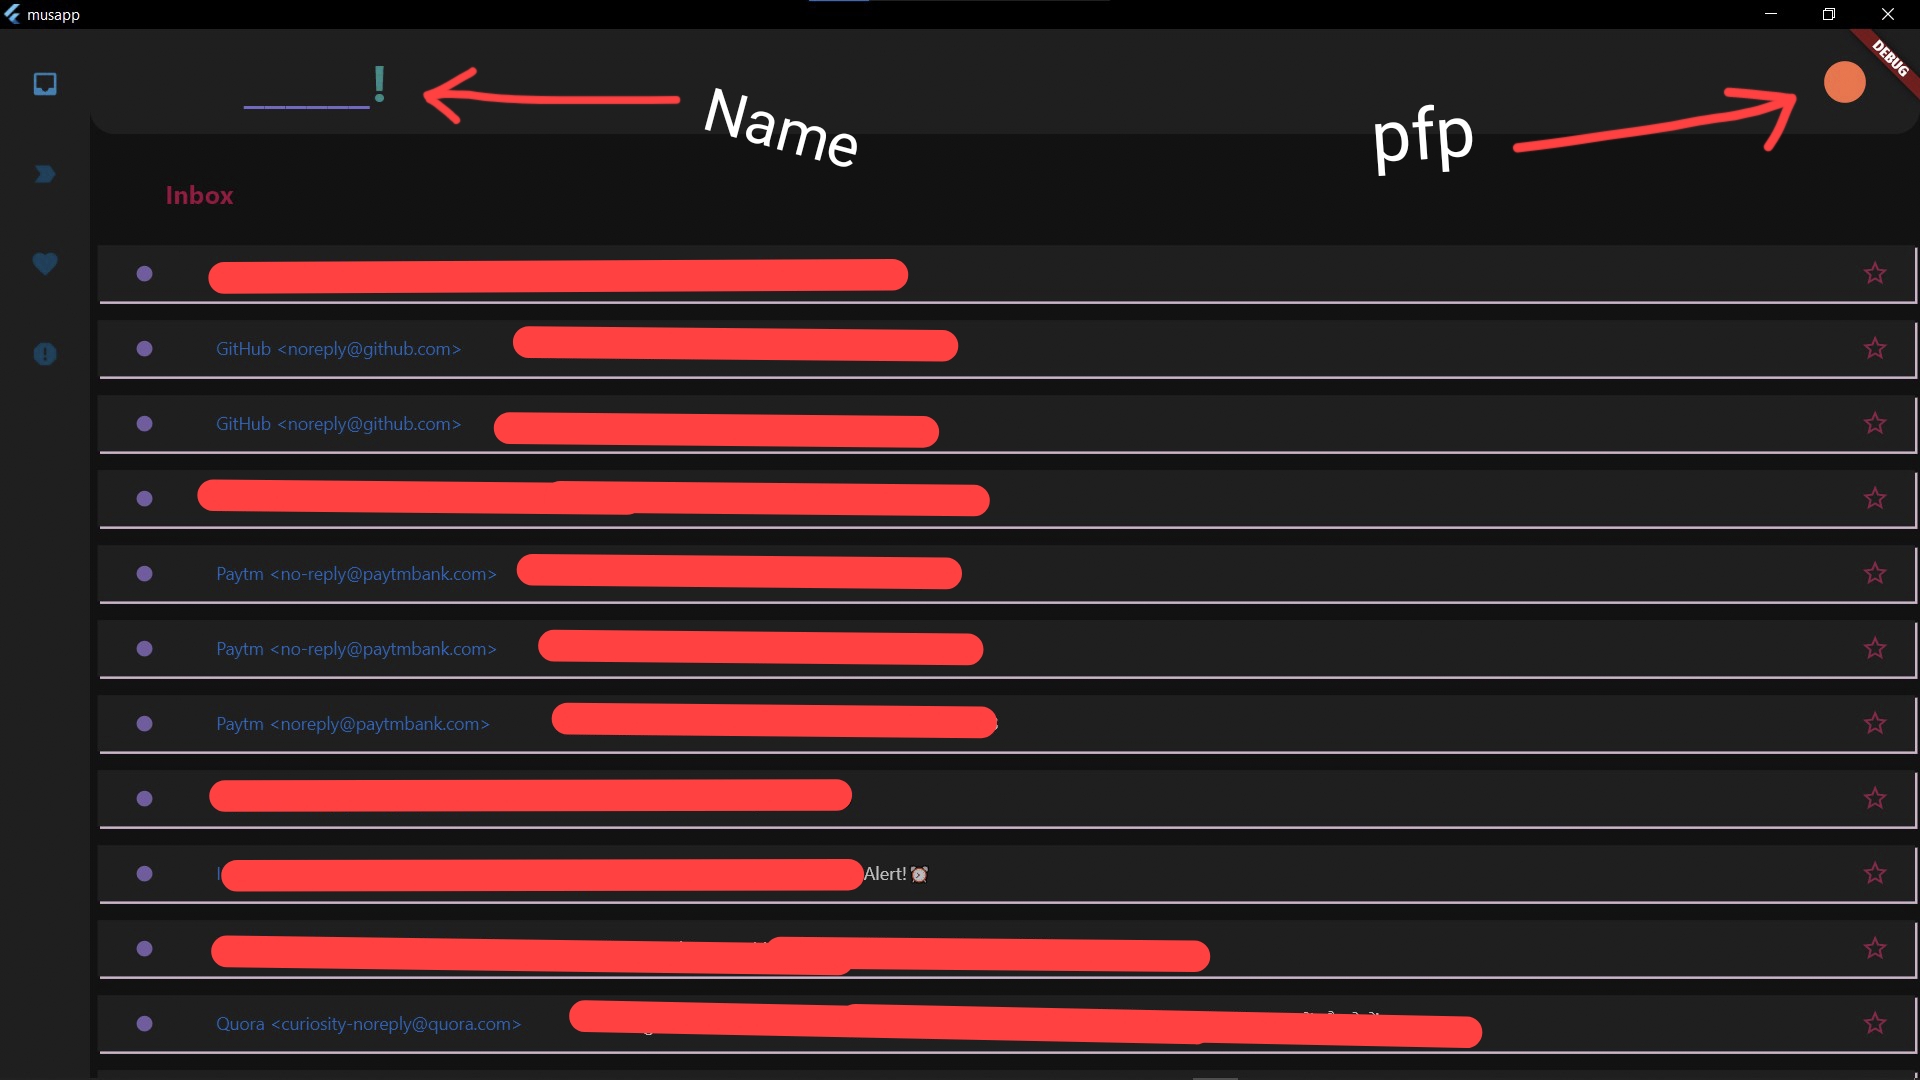 musapp
DEBUG
______!
Name
pfp
Inbox
GitHub <noreply@github.com>
GitHub <noreply@github.com>
Paytm <no-reply@paytmbank.com>
Paytm <no-reply@paytmbank.com>
Paytm <noreply@paytmbank.com>
Alert!⏰
Quora <curiosity-noreply@quora.com>